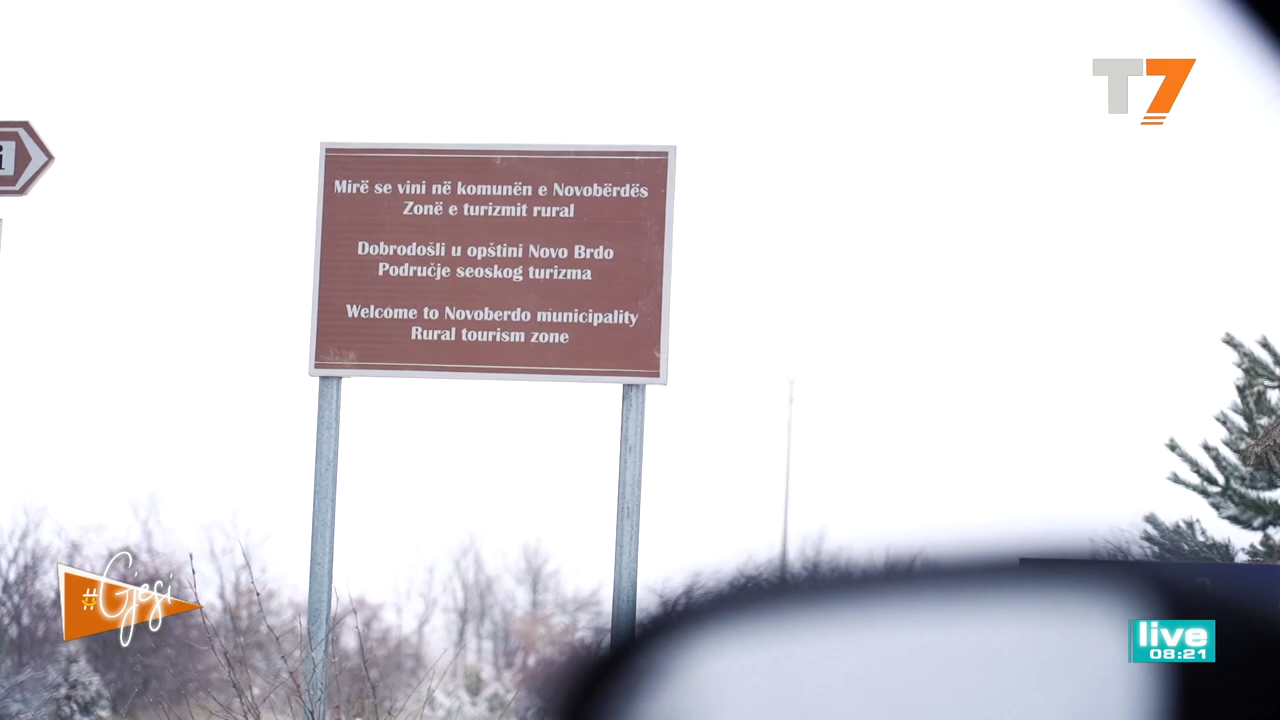 T7
i
Mirë se vini në komunën e Novobërdës
Zonë e turizmit rural
Dobrodošli u opštini Novo Brdo
Područje seoskog turizma
Welcome to Novoberdo municipality
Rural tourism zone
#Gjesi
live
08:21